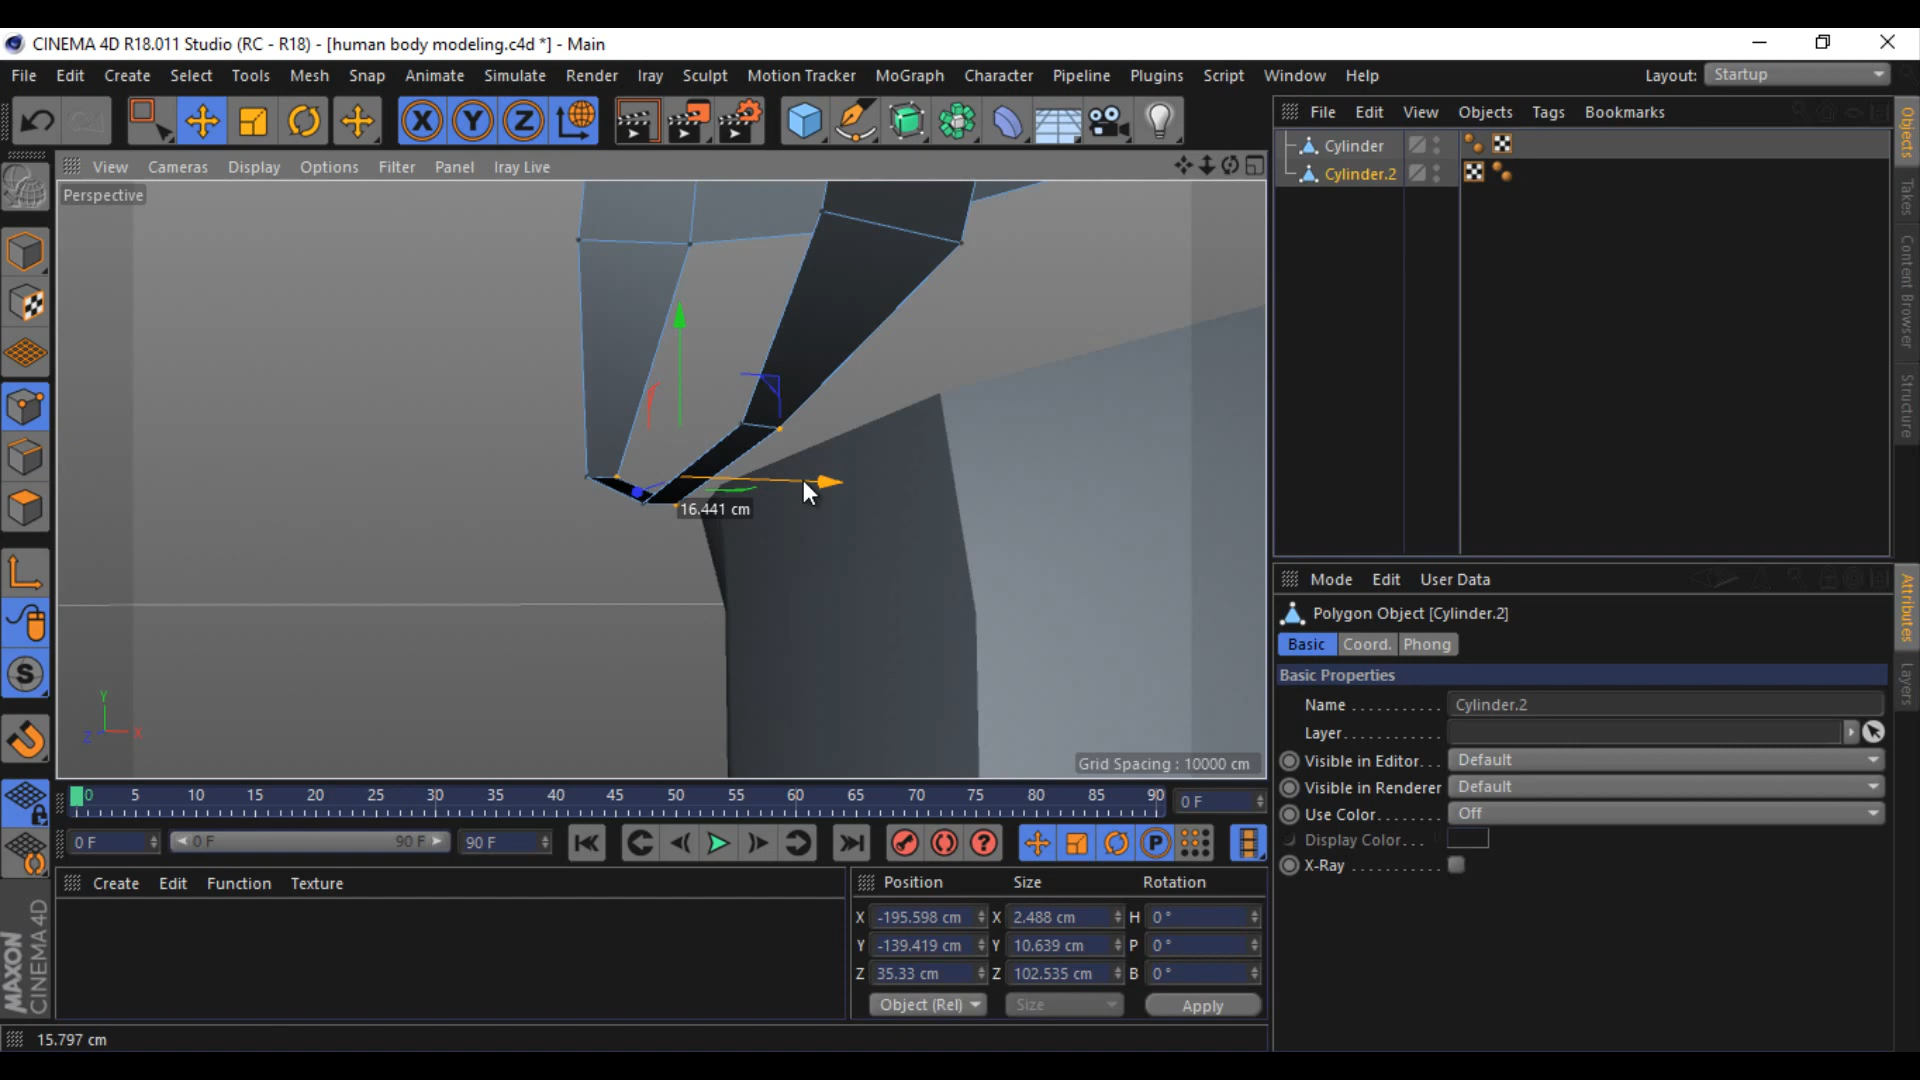 CINEMA 4D R18.011 Studio (RC - R18) - [human body modeling.c4d *] - Main
File Edit Create Select Tools Mesh Snap Animate Simulate Render Iray Sculpt Motion Tracker MoGraph Character Pipeline Plugins Script Window Help Layout: Startup
X Y Z
File Edit View Objects Tags Bookmarks
Cylinder
Cylinder.2
View Cameras Display Options Filter Panel Iray Live
Perspective
16.441 cm
Y
Z X
Grid Spacing : 10000 cm
Objects
Takes
Content Browser
Structure
Mode Edit User Data
Polygon Object [Cylinder.2]
Basic Coord. Phong
Basic Properties
Name . . . . . . . . . . . Cylinder.2
Layer. . . . . . . . . . . .
Visible in Editor. . . Default
Visible in Renderer Default
Use Color. . . . . . . Off
Display Color. . .
X-Ray . . . . . . . . . . .
Attributes
Layers
S
0 5 10 15 20 25 30 35 40 45 50 55 60 65 70 75 80 85 90 0 F
0 F 0 F 90 F 90 F ? P
Create Edit Function Texture
Position Size Rotation
X -195.598 cm X 2.488 cm H 0 °
Y -139.419 cm Y 10.639 cm P 0 °
Z 35.33 cm Z 102.535 cm B 0 °
Object (Rel) Size Apply
MAXON
CINEMA 4D
15.797 cm